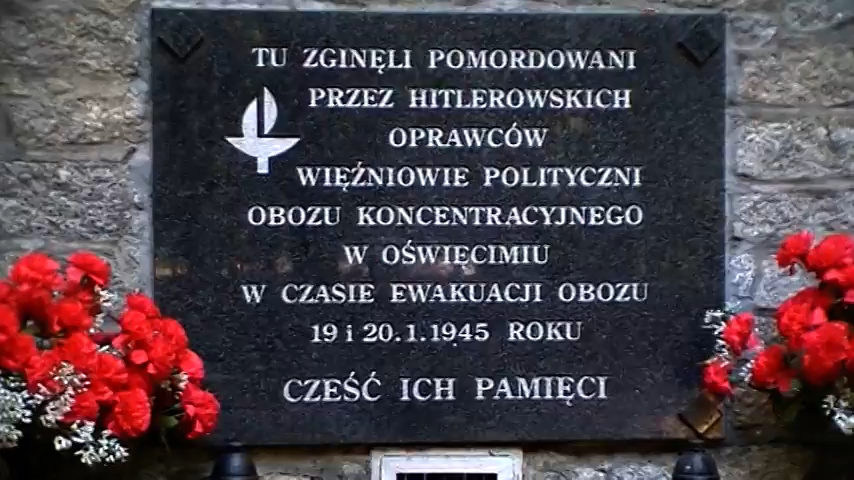 TU ZGINĘLI POMORDOWANI
PRZEZ HITLEROWSKICH
OPRAWCÓW
WIĘŹNIOWIE POLITYCZNI
OBOZU KONCENTRACYJNEGO
W OŚWIĘCIMIU
W CZASIE EWAKUACJI OBOZU
19 i 20.1.1945 ROKU
CZEŚĆ ICH PAMIĘCI